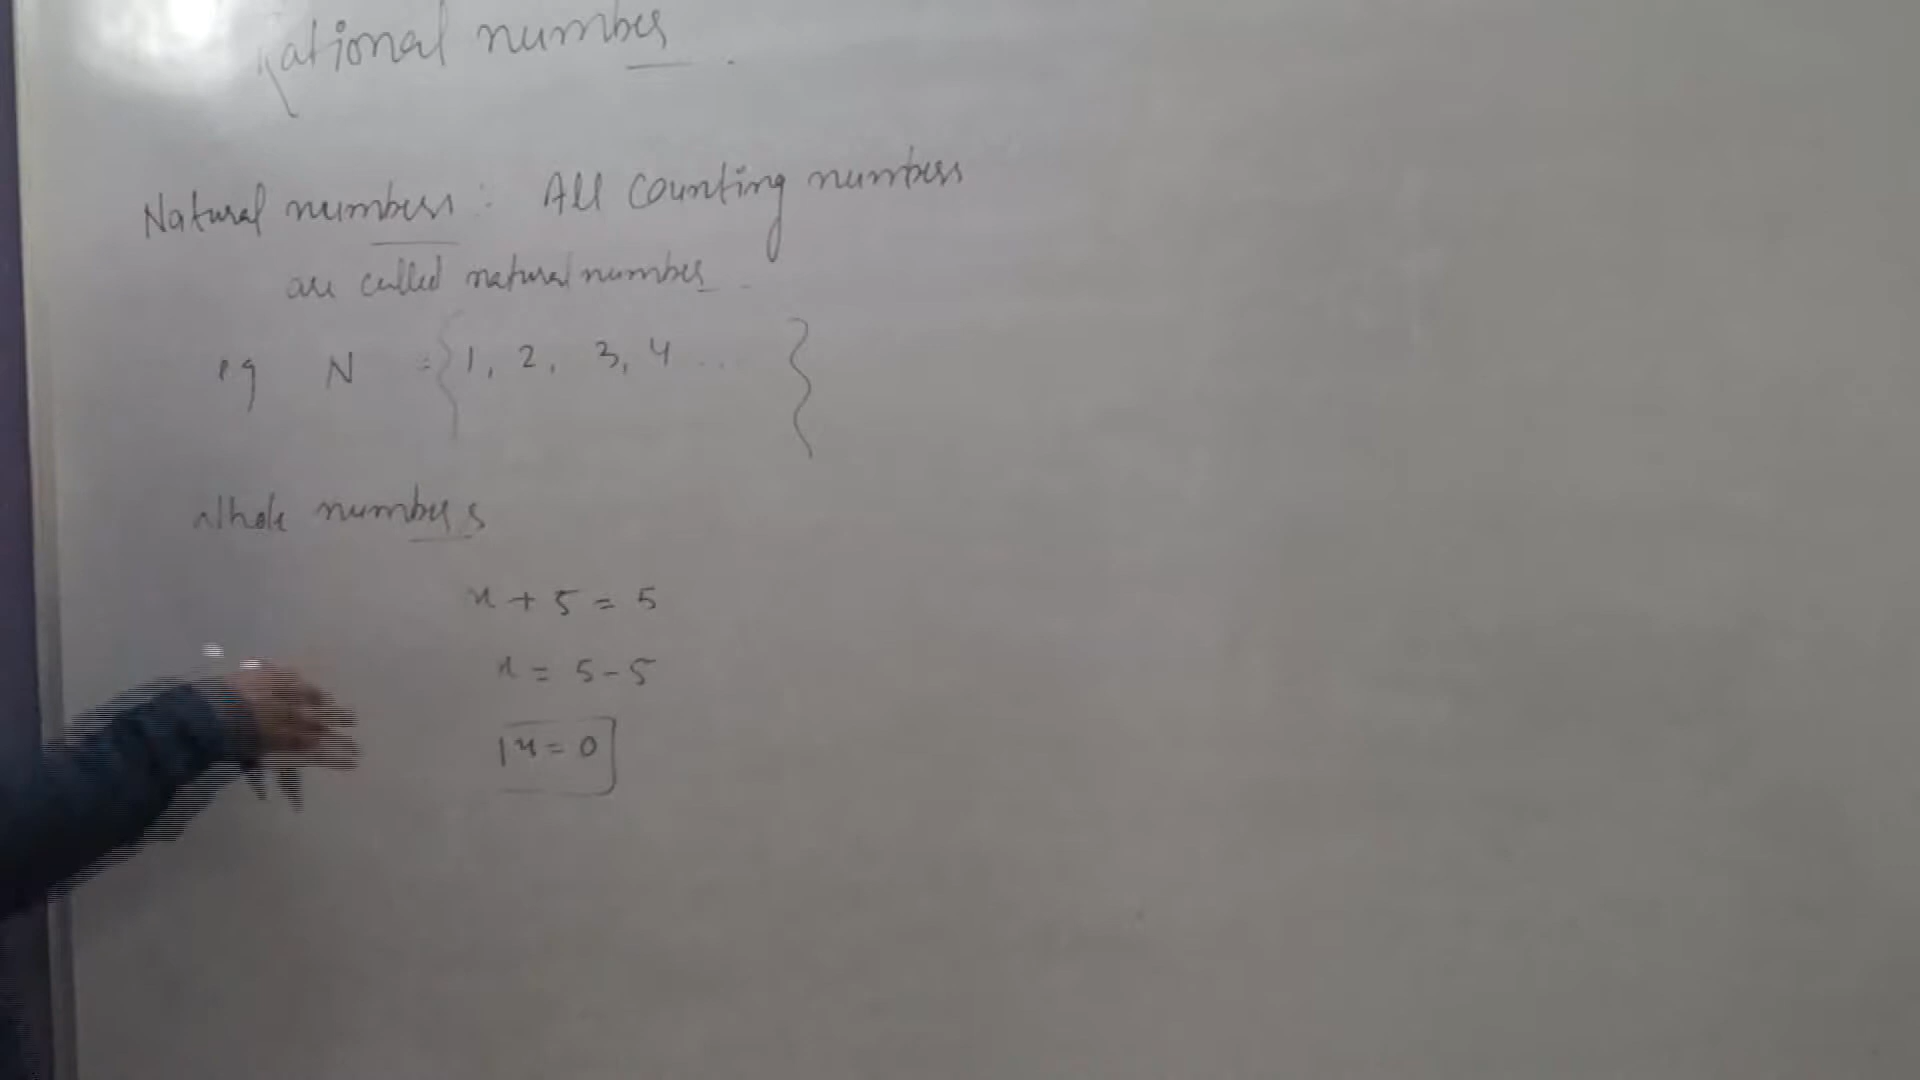 Rational number.
Natural numbers: All Counting numbers
are called natural numbers.
eg N = {1, 2, 3, 4 ... }
Whole numbers
x + 5 = 5
x = 5 - 5
x = 0